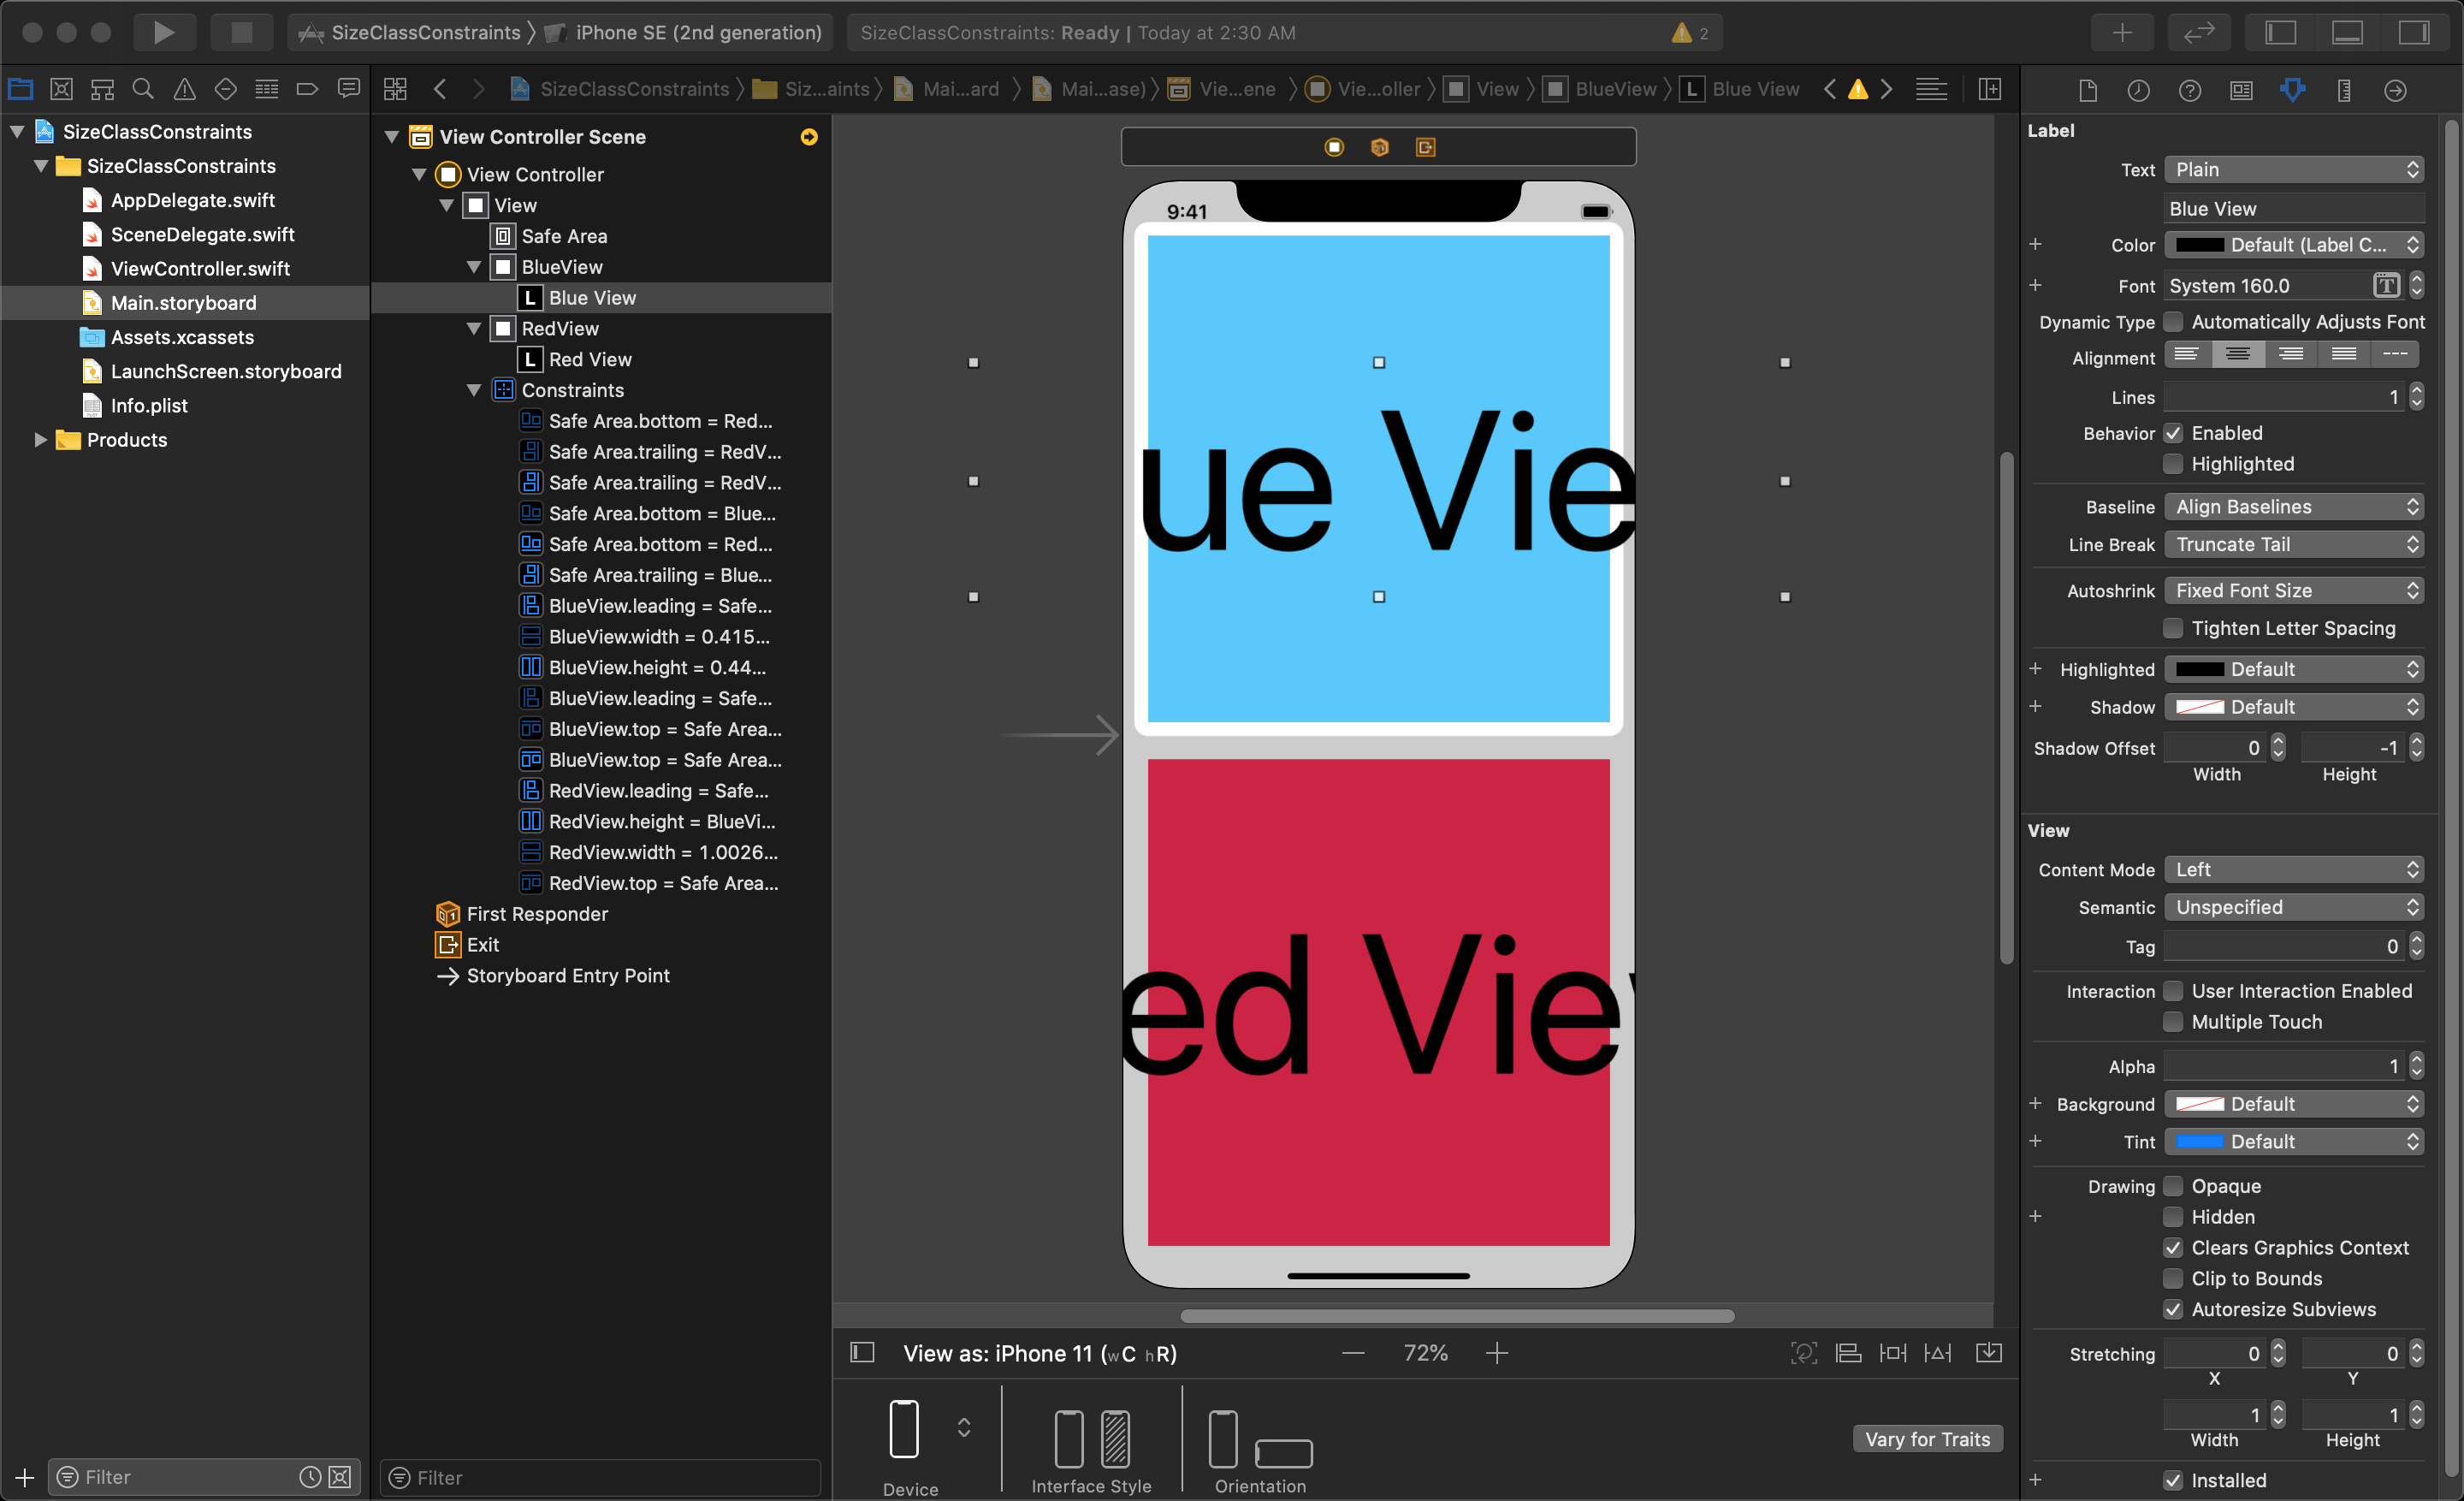 SizeClassConstraints
iPhone SE (2nd generation)
SizeClassConstraints: Ready | Today at 2:30 AM
2
SizeClassConstraints
Siz...aints
Mai...ard
Mai...ase)
Vie...ene
Vie...oller
View
BlueView
L Blue View
SizeClassConstraints
SizeClassConstraints
AppDelegate.swift
SceneDelegate.swift
ViewController.swift
Main.storyboard
Assets.xcassets
LaunchScreen.storyboard
Info.plist
Products
Filter
View Controller Scene
View Controller
View
Safe Area
BlueView
L Blue View
RedView
L Red View
Constraints
Safe Area.bottom = Red...
Safe Area.trailing = RedV...
Safe Area.trailing = RedV...
Safe Area.bottom = Blue...
Safe Area.bottom = Red...
Safe Area.trailing = Blue...
BlueView.leading = Safe...
BlueView.width = 0.415...
BlueView.height = 0.44...
BlueView.leading = Safe...
BlueView.top = Safe Area...
BlueView.top = Safe Area...
RedView.leading = Safe...
RedView.height = BlueVi...
RedView.width = 1.0026...
RedView.top = Safe Area...
First Responder
Exit
Storyboard Entry Point
Filter
9:41
ue Vie
ed Vie
View as: iPhone 11 (wC hR)
72%
Device
Interface Style
Orientation
Vary for Traits
Label
Text Plain
Blue View
Color Default (Label C...
Font System 160.0
Dynamic Type Automatically Adjusts Font
Alignment
Lines 1
Behavior Enabled
Highlighted
Baseline Align Baselines
Line Break Truncate Tail
Autoshrink Fixed Font Size
Tighten Letter Spacing
Highlighted Default
Shadow Default
Shadow Offset 0 -1
Width Height
View
Content Mode Left
Semantic Unspecified
Tag 0
Interaction User Interaction Enabled
Multiple Touch
Alpha 1
Background Default
Tint Default
Drawing Opaque
Hidden
Clears Graphics Context
Clip to Bounds
Autoresize Subviews
Stretching 0 0
X Y
1 1
Width Height
Installed